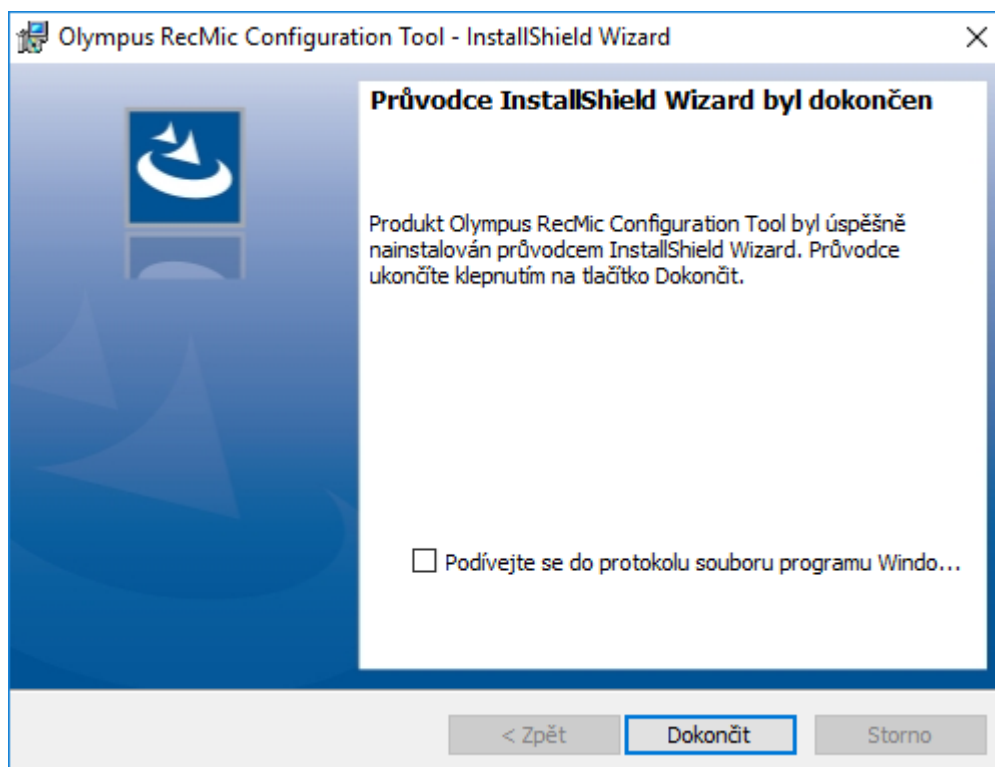 Olympus RecMic Configuration Tool - InstallShield Wizard
Průvodce InstallShield Wizard byl dokončen
Produkt Olympus RecMic Configuration Tool byl úspěšně
nainstalován průvodcem InstallShield Wizard. Průvodce
ukončíte klepnutím na tlačítko Dokončit.
Podívejte se do protokolu souboru programu Windo...
< Zpět
Dokončit
Storno